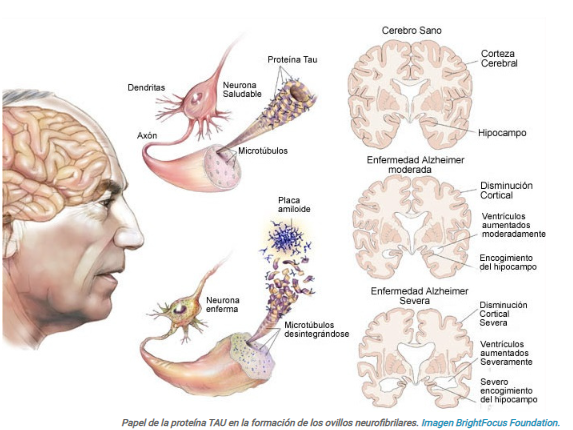 Cerebro Sano
Proteína Tau
Corteza
Cerebral
Dendritas
Neurona
Saludable
Axón
Microtúbulos
Hipocampo
Enfermedad Alzheimer
moderada
Disminución
Cortical
Placa
amiloide
Ventrículos
aumentados
moderadamente
Encogimiento
del hipocampo
Enfermedad Alzheimer
Severa
Neurona
enferma
Disminución
Cortical
Severa
Microtúbulos
desintegrándose
Ventrículos
aumentados
Severamente
Severo
encogimiento
del hipocampo
Papel de la proteína TAU en la formación de los ovillos neurofibrilares. Imagen BrightFocus Foundation.